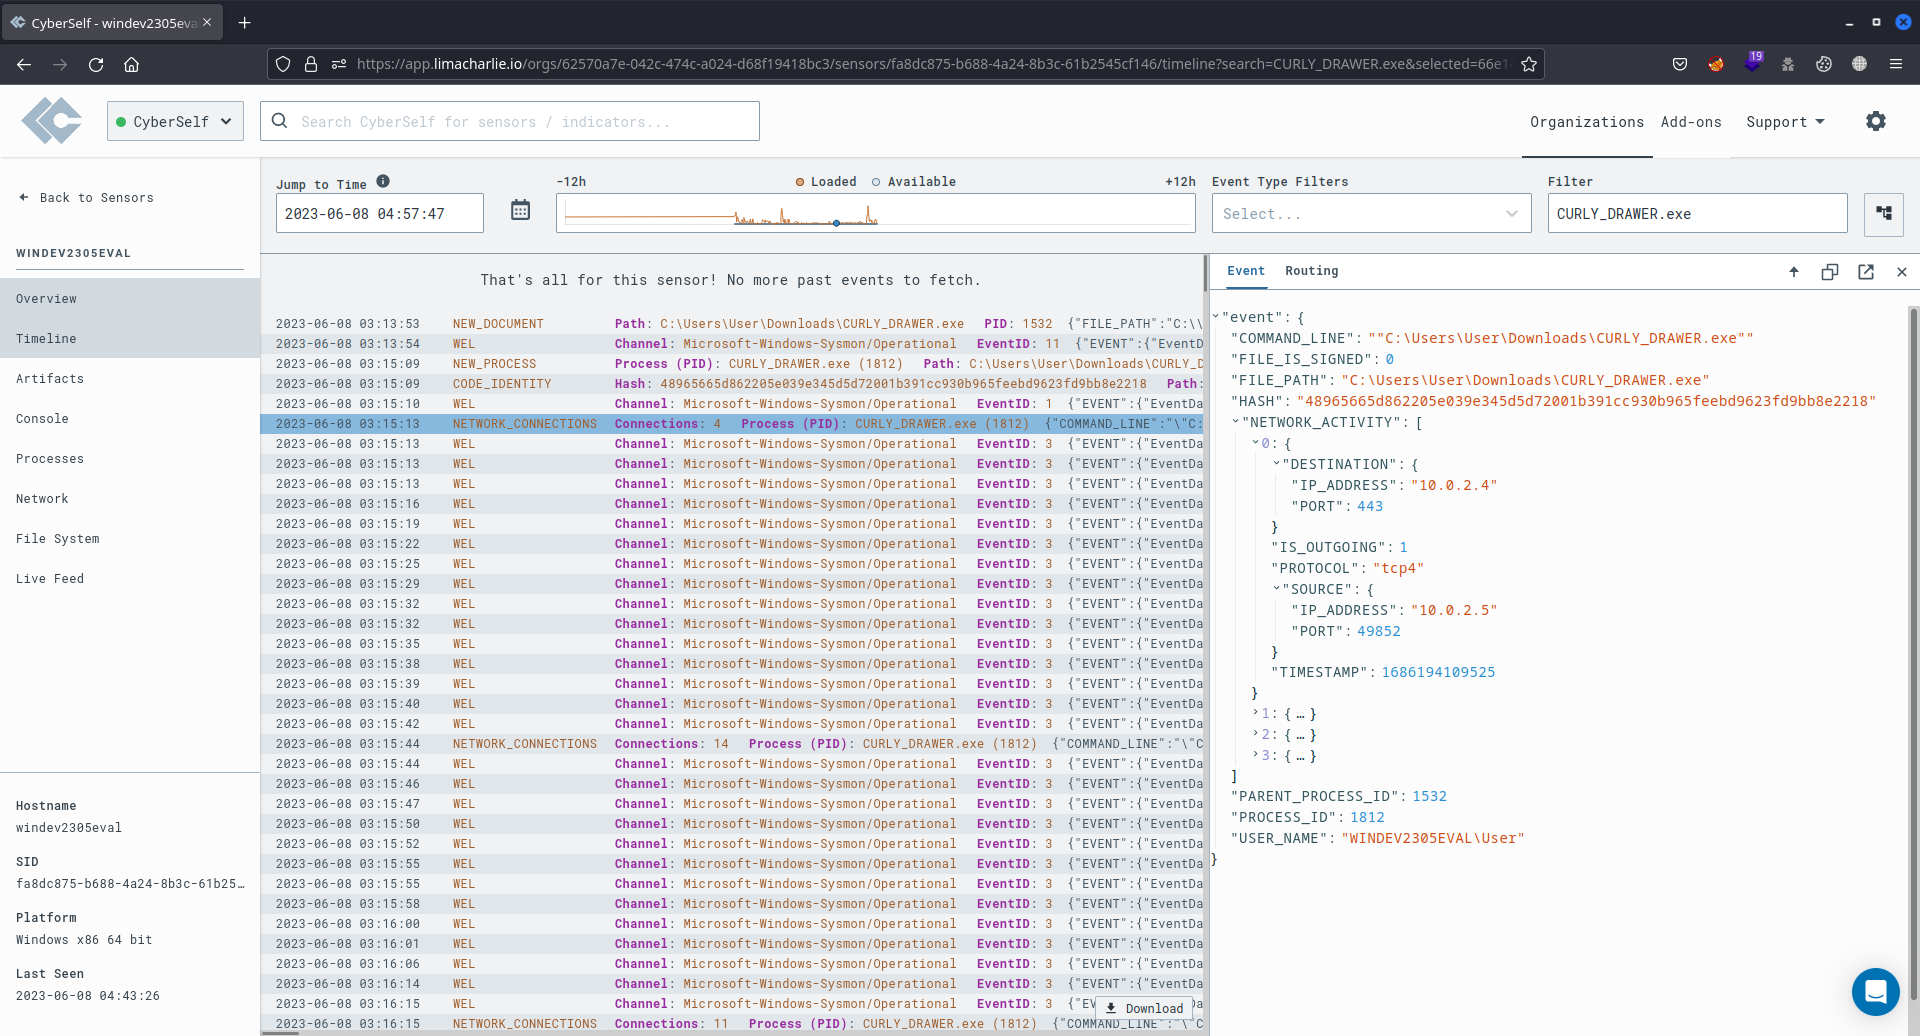 CyberSelf - windev2305eva
https://app.limacharlie.io/orgs/62570a7e-042c-474c-a024-d68f19418bc3/sensors/fa8dc875-b688-4a24-8b3c-61b2545cf146/timeline?search=CURLY_DRAWER.exe&selected=66e1
19
CyberSelf
Search CyberSelf for sensors / indicators...
Organizations
Add-ons
Support
Back to Sensors
WINDEV2305EVAL
Overview
Timeline
Artifacts
Console
Processes
Network
File System
Live Feed
Hostname
windev2305eval
SID
fa8dc875-b688-4a24-8b3c-61b25…
Platform
Windows x86 64 bit
Last Seen
2023-06-08 04:43:26
Jump to Time
2023-06-08 04:57:47
-12h Loaded Available +12h
Event Type Filters
Select...
Filter
CURLY_DRAWER.exe
That's all for this sensor! No more past events to fetch.
2023-06-08 03:13:53 NEW_DOCUMENT Path: C:\Users\User\Downloads\CURLY_DRAWER.exe PID: 1532 {"FILE_PATH":"C:\\
2023-06-08 03:13:54 WEL Channel: Microsoft-Windows-Sysmon/Operational EventID: 11 {"EVENT":{"EventD
2023-06-08 03:15:09 NEW_PROCESS Process (PID): CURLY_DRAWER.exe (1812) Path: C:\Users\User\Downloads\CURLY_D
2023-06-08 03:15:09 CODE_IDENTITY Hash: 48965665d862205e039e345d5d72001b391cc930b965feebd9623fd9bb8e2218 Path:
2023-06-08 03:15:10 WEL Channel: Microsoft-Windows-Sysmon/Operational EventID: 1 {"EVENT":{"EventDa
2023-06-08 03:15:13 NETWORK_CONNECTIONS Connections: 4 Process (PID): CURLY_DRAWER.exe (1812) {"COMMAND_LINE":"\"C:
2023-06-08 03:15:13 WEL Channel: Microsoft-Windows-Sysmon/Operational EventID: 3 {"EVENT":{"EventDa
2023-06-08 03:15:13 WEL Channel: Microsoft-Windows-Sysmon/Operational EventID: 3 {"EVENT":{"EventDa
2023-06-08 03:15:13 WEL Channel: Microsoft-Windows-Sysmon/Operational EventID: 3 {"EVENT":{"EventDa
2023-06-08 03:15:16 WEL Channel: Microsoft-Windows-Sysmon/Operational EventID: 3 {"EVENT":{"EventDa
2023-06-08 03:15:19 WEL Channel: Microsoft-Windows-Sysmon/Operational EventID: 3 {"EVENT":{"EventDa
2023-06-08 03:15:22 WEL Channel: Microsoft-Windows-Sysmon/Operational EventID: 3 {"EVENT":{"EventDa
2023-06-08 03:15:25 WEL Channel: Microsoft-Windows-Sysmon/Operational EventID: 3 {"EVENT":{"EventDa
2023-06-08 03:15:29 WEL Channel: Microsoft-Windows-Sysmon/Operational EventID: 3 {"EVENT":{"EventDa
2023-06-08 03:15:32 WEL Channel: Microsoft-Windows-Sysmon/Operational EventID: 3 {"EVENT":{"EventDa
2023-06-08 03:15:32 WEL Channel: Microsoft-Windows-Sysmon/Operational EventID: 3 {"EVENT":{"EventDa
2023-06-08 03:15:35 WEL Channel: Microsoft-Windows-Sysmon/Operational EventID: 3 {"EVENT":{"EventDa
2023-06-08 03:15:38 WEL Channel: Microsoft-Windows-Sysmon/Operational EventID: 3 {"EVENT":{"EventDa
2023-06-08 03:15:39 WEL Channel: Microsoft-Windows-Sysmon/Operational EventID: 3 {"EVENT":{"EventDa
2023-06-08 03:15:40 WEL Channel: Microsoft-Windows-Sysmon/Operational EventID: 3 {"EVENT":{"EventDa
2023-06-08 03:15:42 WEL Channel: Microsoft-Windows-Sysmon/Operational EventID: 3 {"EVENT":{"EventDa
2023-06-08 03:15:44 NETWORK_CONNECTIONS Connections: 14 Process (PID): CURLY_DRAWER.exe (1812) {"COMMAND_LINE":"\"C
2023-06-08 03:15:44 WEL Channel: Microsoft-Windows-Sysmon/Operational EventID: 3 {"EVENT":{"EventDa
2023-06-08 03:15:46 WEL Channel: Microsoft-Windows-Sysmon/Operational EventID: 3 {"EVENT":{"EventDa
2023-06-08 03:15:47 WEL Channel: Microsoft-Windows-Sysmon/Operational EventID: 3 {"EVENT":{"EventDa
2023-06-08 03:15:50 WEL Channel: Microsoft-Windows-Sysmon/Operational EventID: 3 {"EVENT":{"EventDa
2023-06-08 03:15:52 WEL Channel: Microsoft-Windows-Sysmon/Operational EventID: 3 {"EVENT":{"EventDa
2023-06-08 03:15:55 WEL Channel: Microsoft-Windows-Sysmon/Operational EventID: 3 {"EVENT":{"EventDa
2023-06-08 03:15:55 WEL Channel: Microsoft-Windows-Sysmon/Operational EventID: 3 {"EVENT":{"EventDa
2023-06-08 03:15:58 WEL Channel: Microsoft-Windows-Sysmon/Operational EventID: 3 {"EVENT":{"EventDa
2023-06-08 03:16:00 WEL Channel: Microsoft-Windows-Sysmon/Operational EventID: 3 {"EVENT":{"EventDa
2023-06-08 03:16:01 WEL Channel: Microsoft-Windows-Sysmon/Operational EventID: 3 {"EVENT":{"EventDa
2023-06-08 03:16:06 WEL Channel: Microsoft-Windows-Sysmon/Operational EventID: 3 {"EVENT":{"EventDa
2023-06-08 03:16:14 WEL Channel: Microsoft-Windows-Sysmon/Operational EventID: 3 {"EVENT":{"EventDa
2023-06-08 03:16:15 WEL Channel: Microsoft-Windows-Sysmon/Operational EventID: 3 {"EV
Download
2023-06-08 03:16:15 NETWORK_CONNECTIONS Connections: 11 Process (PID): CURLY_DRAWER.exe (1812) {"COMMAND_LINE":"\"C
Event
Routing
"event": {
"COMMAND_LINE": ""C:\Users\User\Downloads\CURLY_DRAWER.exe""
"FILE_IS_SIGNED": 0
"FILE_PATH": "C:\Users\User\Downloads\CURLY_DRAWER.exe"
"HASH": "48965665d862205e039e345d5d72001b391cc930b965feebd9623fd9bb8e2218"
"NETWORK_ACTIVITY": [
0: {
"DESTINATION": {
"IP_ADDRESS": "10.0.2.4"
"PORT": 443
}
"IS_OUTGOING": 1
"PROTOCOL": "tcp4"
"SOURCE": {
"IP_ADDRESS": "10.0.2.5"
"PORT": 49852
}
"TIMESTAMP": 1686194109525
}
1: { … }
2: { … }
3: { … }
]
"PARENT_PROCESS_ID": 1532
"PROCESS_ID": 1812
"USER_NAME": "WINDEV2305EVAL\User"
}